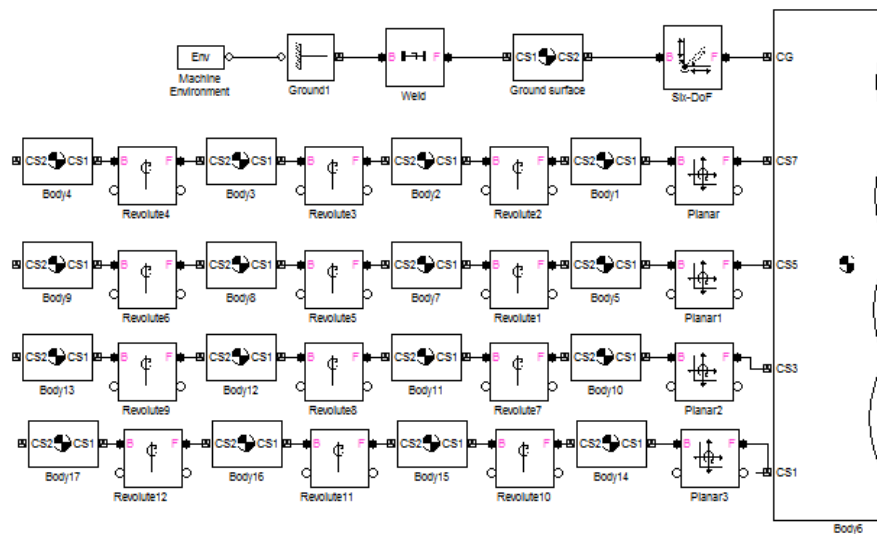 Env
Machine
Environment
Ground1
B F
Weld
CS1 CS2
Ground surface
B F
Six-DoF
CG
CS2 CS1
Body4
B F
Revolute4
CS2 CS1
Body3
B F
Revolute3
CS2 CS1
Body2
B F
Revolute2
CS2 CS1
Body1
B F
Planar
CS7
CS2 CS1
Body9
B F
Revolute6
CS2 CS1
Body8
B F
Revolute5
CS2 CS1
Body7
B F
Revolute1
CS2 CS1
Body5
B F
Planar1
CS5
CS2 CS1
Body13
B F
Revolute9
CS2 CS1
Body12
B F
Revolute8
CS2 CS1
Body11
B F
Revolute7
CS2 CS1
Body10
B F
Planar2
CS3
CS2 CS1
Body17
B F
Revolute12
CS2 CS1
Body16
B F
Revolute11
CS2 CS1
Body15
B F
Revolute10
CS2 CS1
Body14
B F
Planar3
CS1
Body6